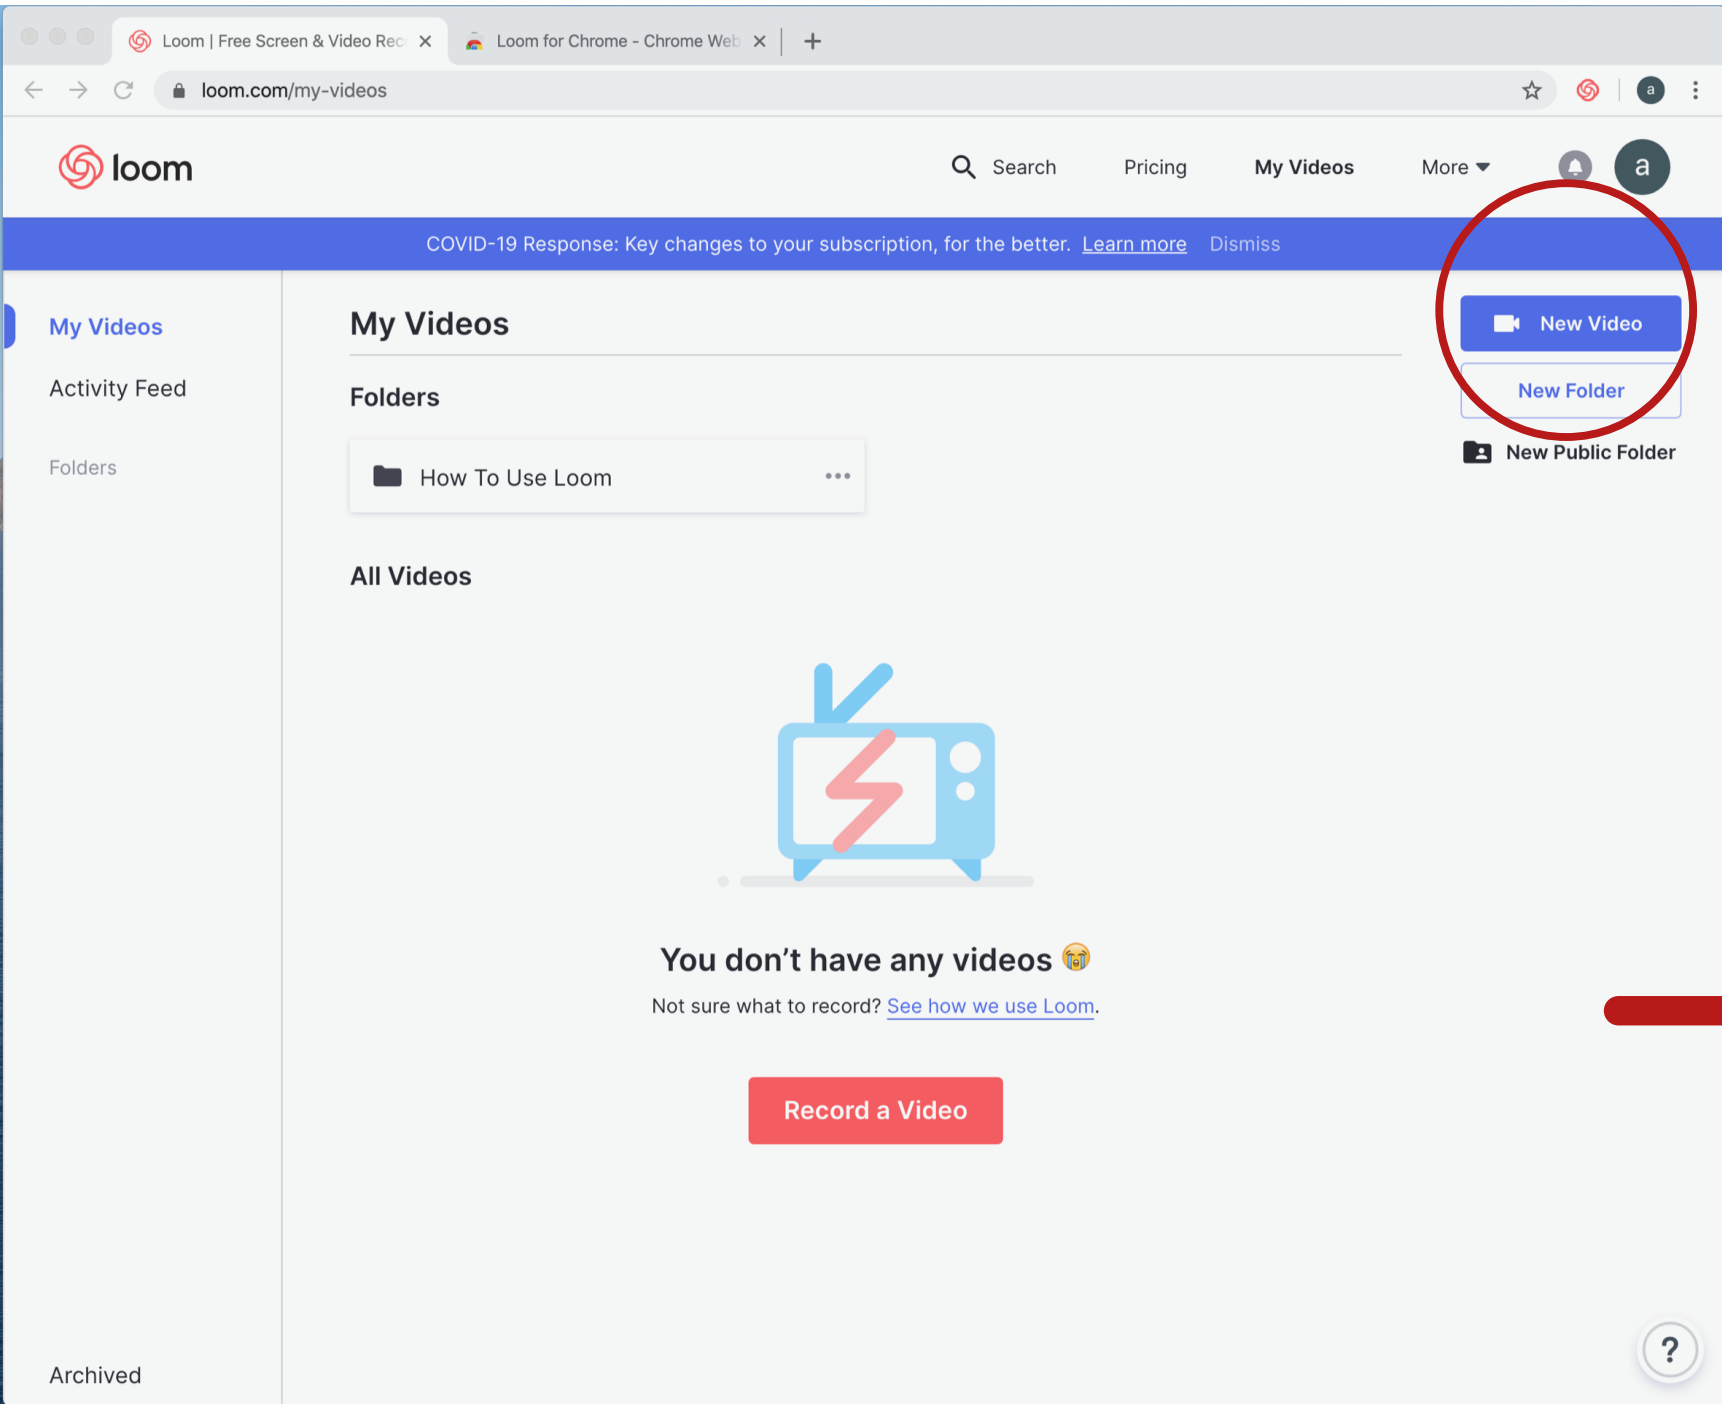 Loom | Free Screen & Video Rec
Loom for Chrome - Chrome Web
loom.com/my-videos
a
loom
Search
Pricing
My Videos
More
a
COVID-19 Response: Key changes to your subscription, for the better. Learn more Dismiss
My Videos
Activity Feed
Folders
My Videos
Folders
How To Use Loom
All Videos
New Video
New Folder
New Public Folder
You don't have any videos 😭
Not sure what to record? See how we use Loom.
Record a Video
Archived
?